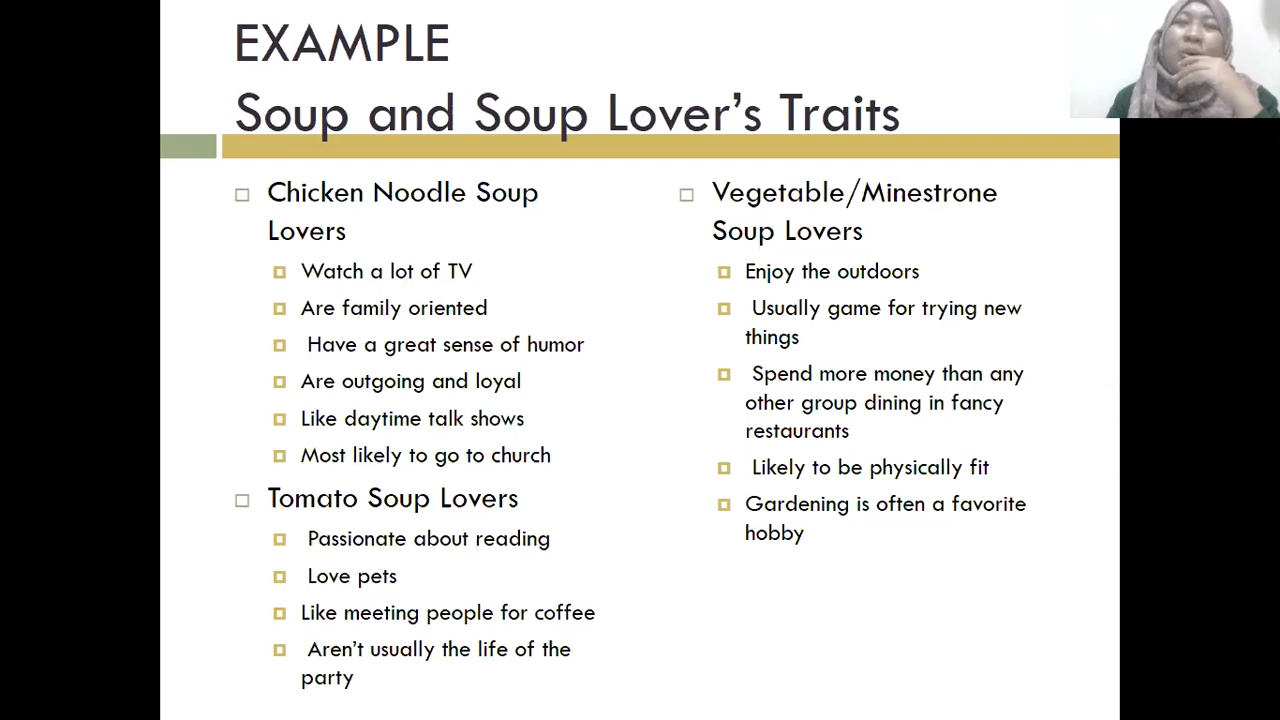 EXAMPLE
Soup and Soup Lover’s Traits
Chicken Noodle Soup
Lovers
Watch a lot of TV
Are family oriented
Have a great sense of humor
Are outgoing and loyal
Like daytime talk shows
Most likely to go to church
Tomato Soup Lovers
Passionate about reading
Love pets
Like meeting people for coffee
Aren’t usually the life of the
party
Vegetable/Minestrone
Soup Lovers
Enjoy the outdoors
Usually game for trying new
things
Spend more money than any
other group dining in fancy
restaurants
Likely to be physically fit
Gardening is often a favorite
hobby